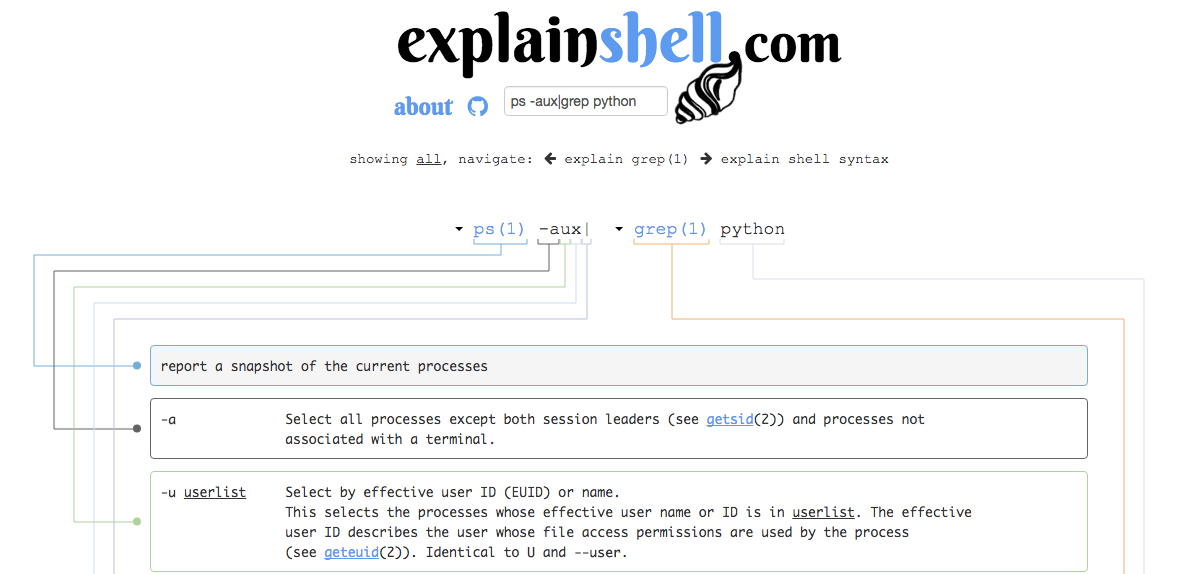 explainshell.com
about ps -aux|grep python
showing all, navigate: ← explain grep(1) → explain shell syntax
ps(1) -aux| grep(1) python
report a snapshot of the current processes
-a Select all processes except both session leaders (see getsid(2)) and processes not
associated with a terminal.
-u userlist Select by effective user ID (EUID) or name.
This selects the processes whose effective user name or ID is in userlist. The effective
user ID describes the user whose file access permissions are used by the process
(see geteuid(2)). Identical to U and --user.